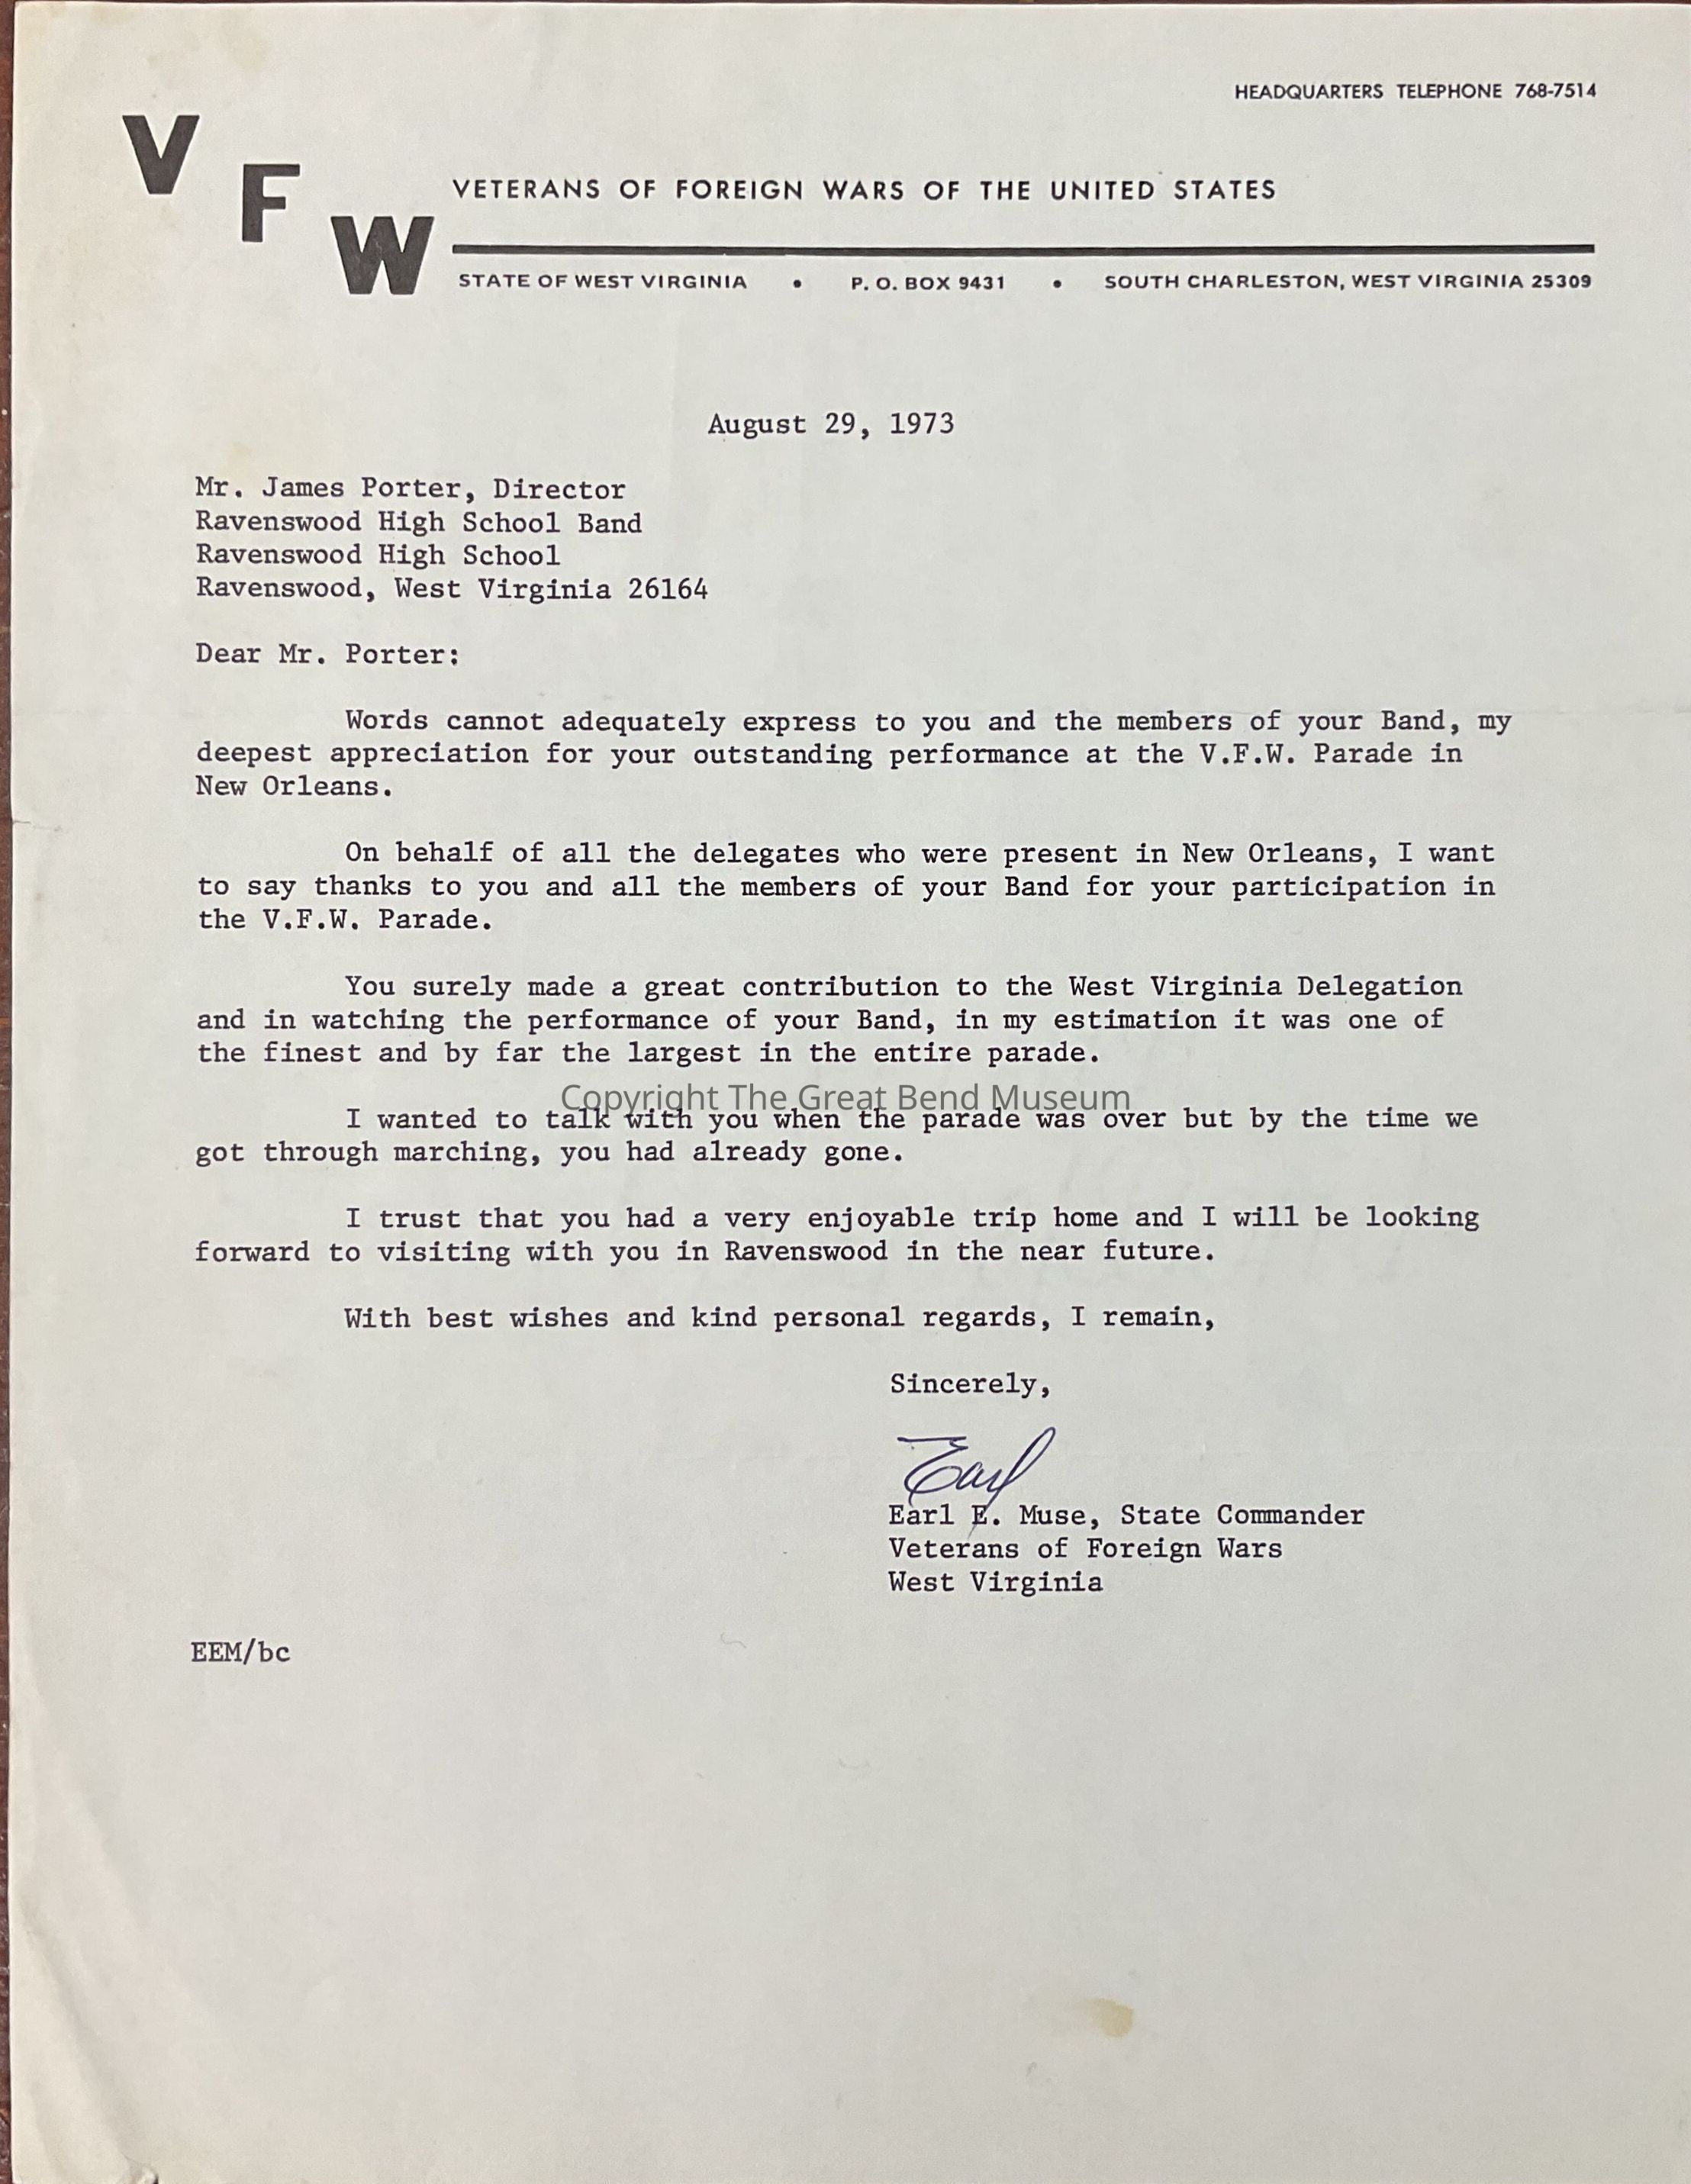 HEADQUARTERS TELEPHONE 768-7514
V
F
W
VETERANS OF FOREIGN WARS OF THE UNITED STATES
STATE OF WEST VIRGINIA • P. O. BOX 9431 • SOUTH CHARLESTON, WEST VIRGINIA 25309
August 29, 1973
Mr. James Porter, Director
Ravenswood High School Band
Ravenswood High School
Ravenswood, West Virginia 26164
Dear Mr. Porter:
Words cannot adequately express to you and the members of your Band, my
deepest appreciation for your outstanding performance at the V.F.W. Parade in
New Orleans.
On behalf of all the delegates who were present in New Orleans, I want
to say thanks to you and all the members of your Band for your participation in
the V.F.W. Parade.
You surely made a great contribution to the West Virginia Delegation
and in watching the performance of your Band, in my estimation it was one of
the finest and by far the largest in the entire parade.
Copyright The Great Bend Museum
I wanted to talk with you when the parade was over but by the time we
got through marching, you had already gone.
I trust that you had a very enjoyable trip home and I will be looking
forward to visiting with you in Ravenswood in the near future.
With best wishes and kind personal regards, I remain,
Sincerely,
Earl
Earl E. Muse, State Commander
Veterans of Foreign Wars
West Virginia
EEM/bc